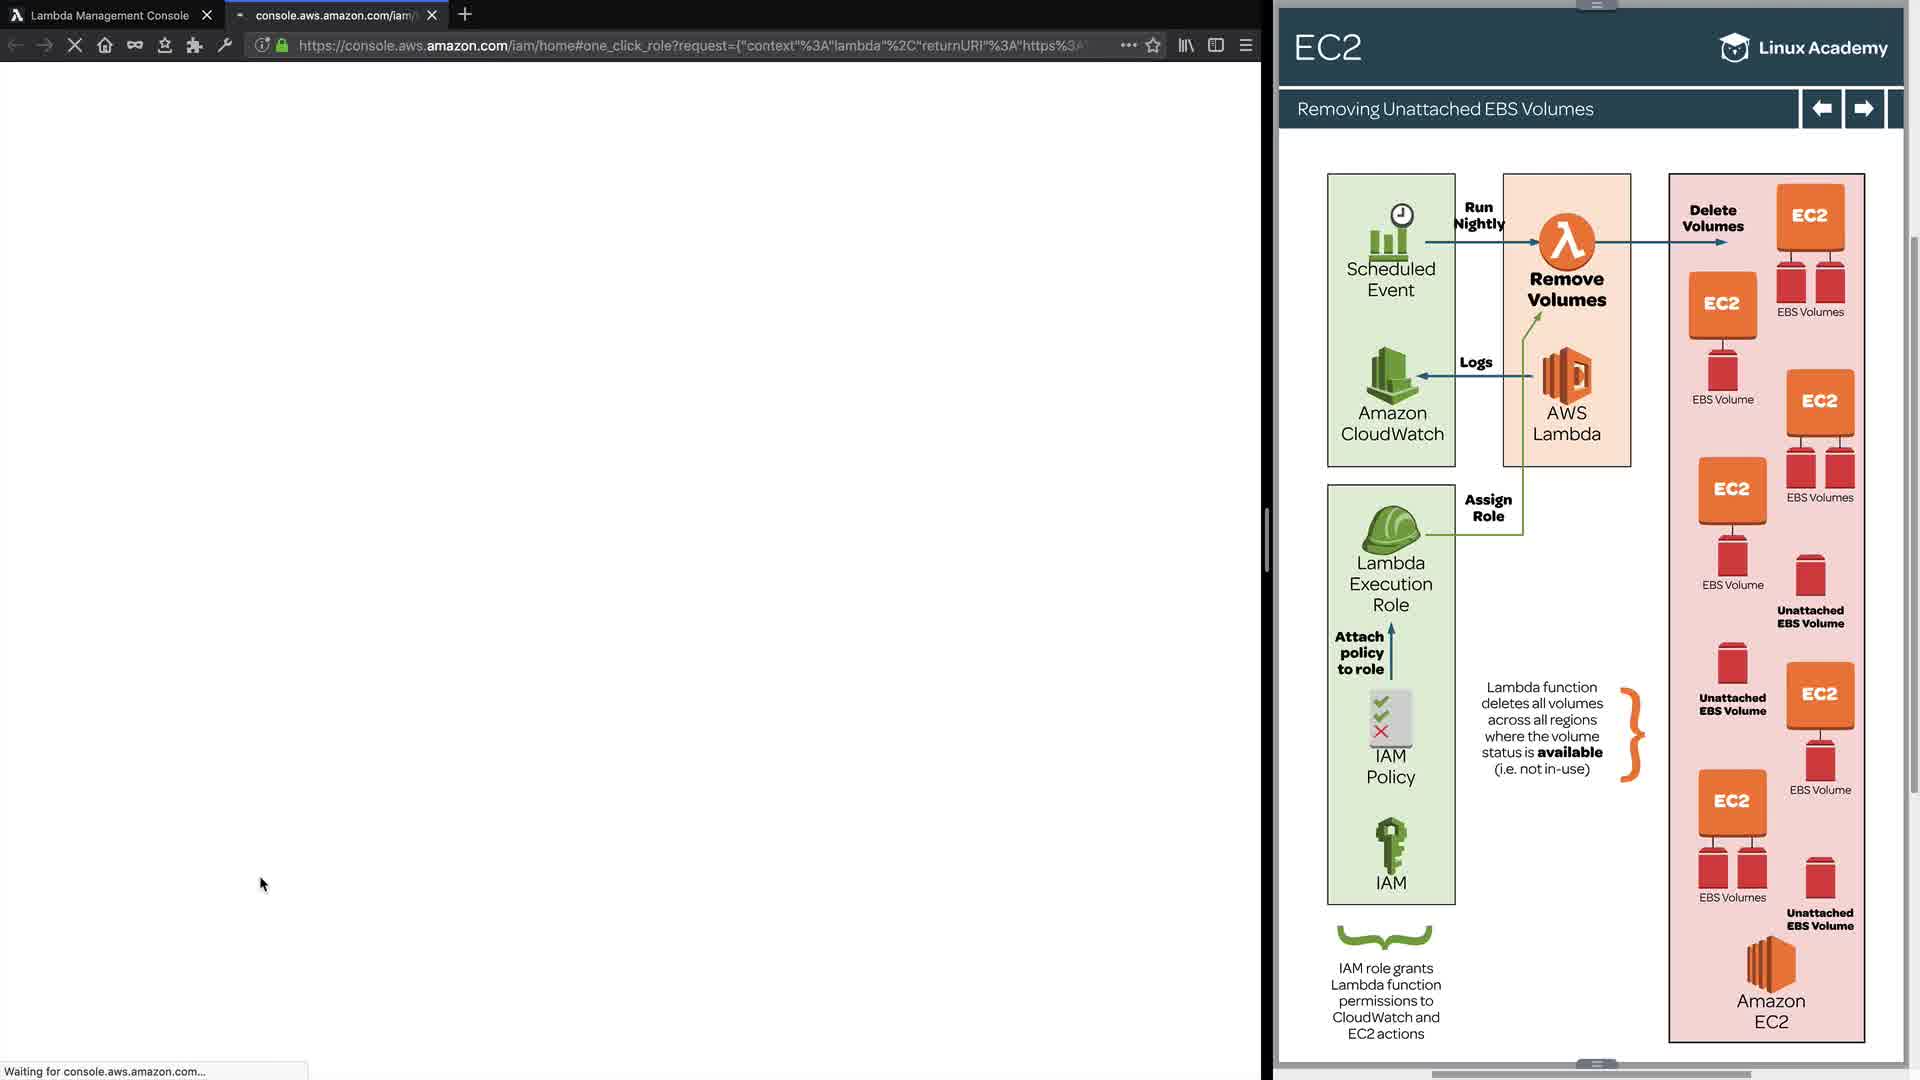 Lambda Management Console
console.aws.amazon.com/iam/
https://console.aws.amazon.com/iam/home#one_click_role?request={"context"%3A"lambda"%2C"returnURI"%3A"https%3A
EC2
Linux Academy
Removing Unattached EBS Volumes
Run
Nightly
Scheduled
Event
Remove
Volumes
Delete
Volumes
EC2
EBS Volumes
EC2
EBS Volume
Logs
Amazon
CloudWatch
AWS
Lambda
EC2
EBS Volumes
EC2
EBS Volume
Assign
Role
Lambda
Execution
Role
Unattached
EBS Volume
Attach
policy
to role
Unattached
EBS Volume
EC2
EBS Volume
Lambda function
deletes all volumes
across all regions
where the volume
status is available
(i.e. not in-use)
IAM
Policy
EC2
EBS Volumes
IAM
Unattached
EBS Volume
IAM role grants
Lambda function
permissions to
CloudWatch and
EC2 actions
Amazon
EC2
Waiting for console.aws.amazon.com...